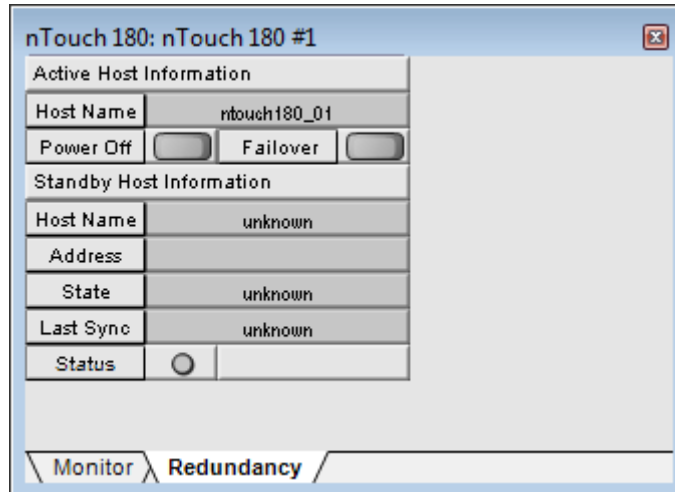 nTouch 180: nTouch 180 #1
Active Host Information
Host Name ntouch180_01
Power Off Failover
Standby Host Information
Host Name unknown
Address
State unknown
Last Sync unknown
Status
Monitor Redundancy